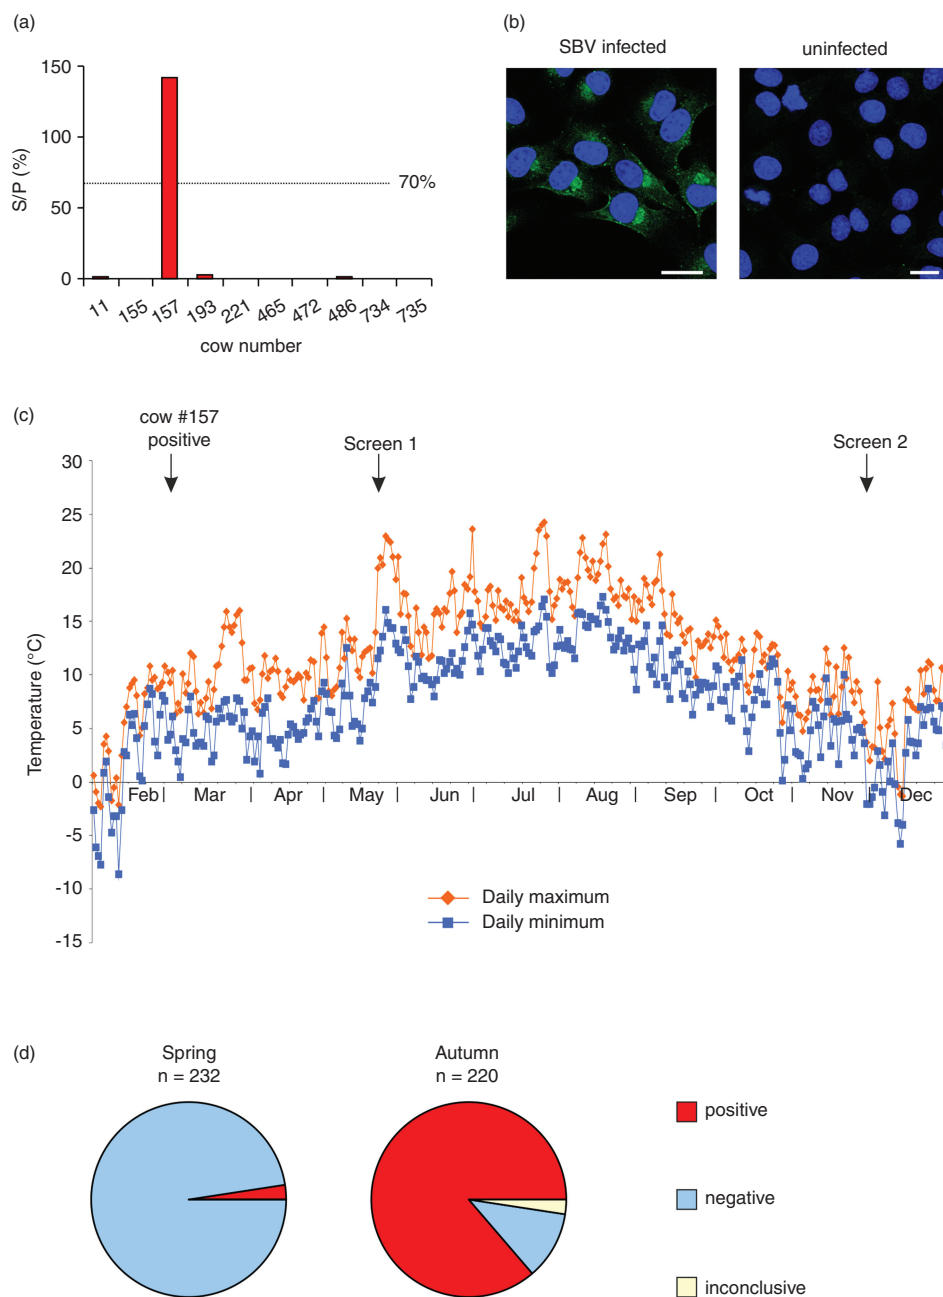 (a)
150
100
50
0
S/P (%)
70%
11
155
157
193
221
465
472
486
734
735
cow number
(b)
SBV infected
uninfected
(c)
cow #157
positive
Screen 1
Screen 2
30
25
20
15
10
5
0
-5
-10
-15
Temperature (°C)
Feb | Mar | Apr | May | Jun | Jul | Aug | Sep | Oct | Nov | Dec
Daily maximum
Daily minimum
(d)
Spring
n = 232
Autumn
n = 220
positive
negative
inconclusive